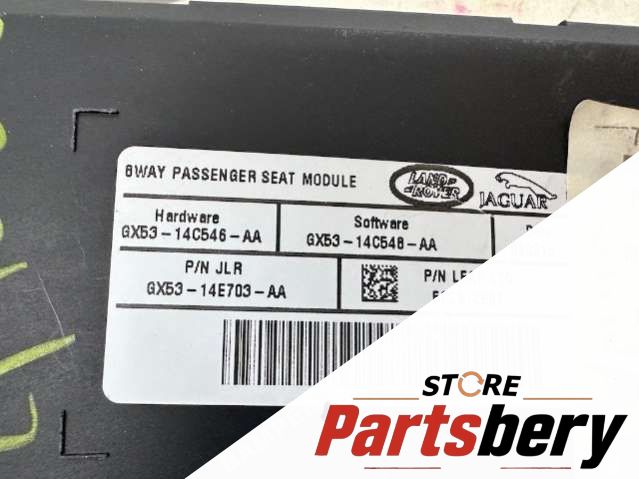 8WAY PASSENGER SEAT MODULE
LAND-ROVER
JAGUAR
Hardware
GX53-14C546-AA
Software
GX53-14C548-AA
P/N JLR
GX53-14E703-AA
P/N
STORE
Partsbery